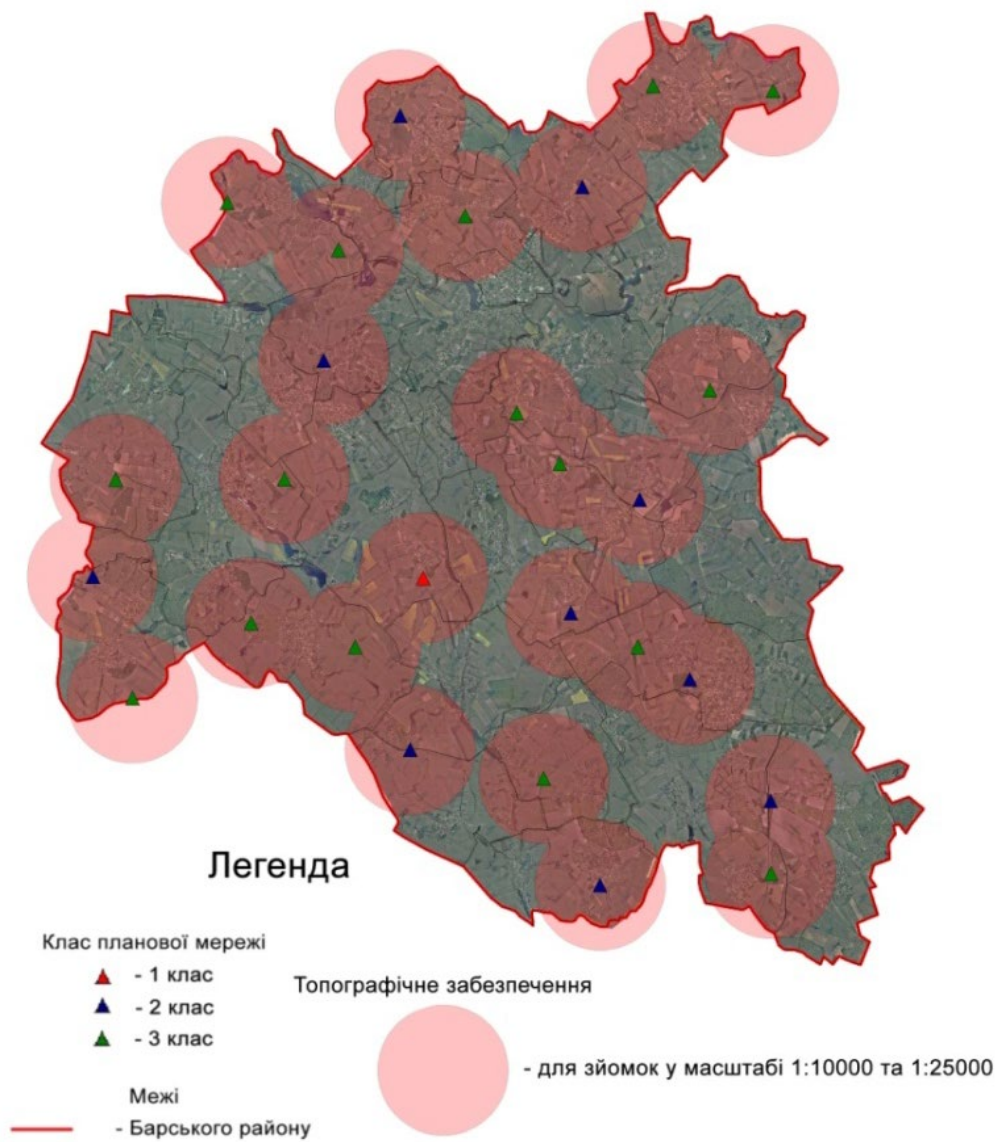 Легенда
Клас планової мережі
- 1 клас
- 2 клас
- 3 клас
Топографічне забезпечення
- для зйомок у масштабі 1:10000 та 1:25000
Межі
- Барського району